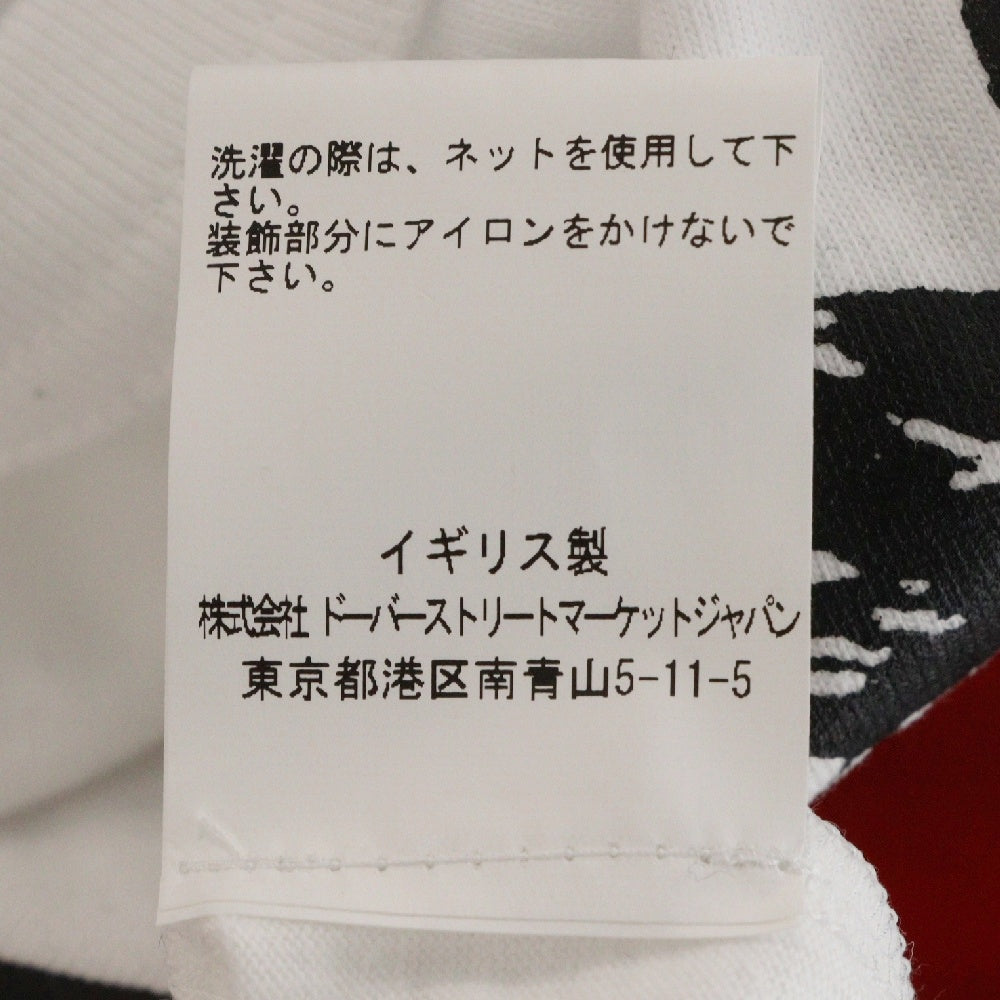 洗濯の際は、ネットを使用して下
さい。
装飾部分にアイロンをかけないで
下さい。
イギリス製
株式会社 ドーバーストリートマーケットジャパン
東京都港区南青山5-11-5